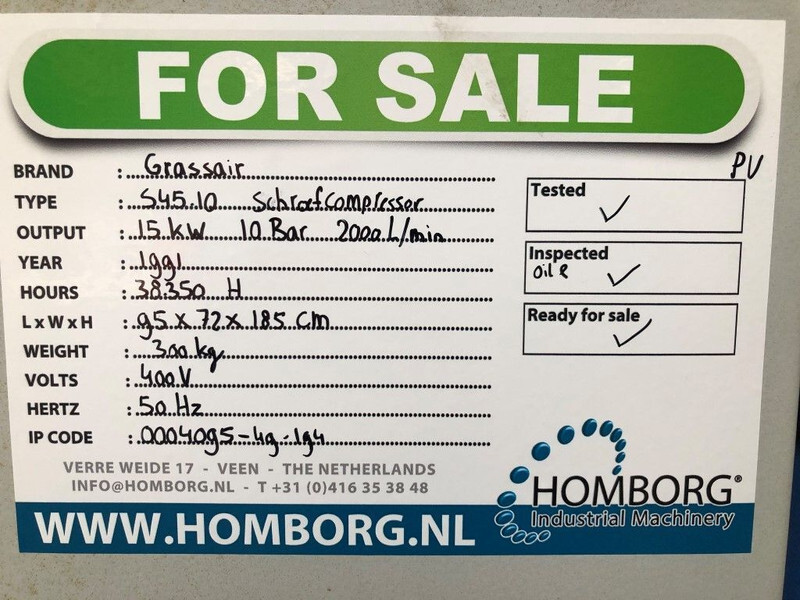 FOR SALE
PV
BRAND : Grassair
TYPE : S45.10 Schroefcompressor
OUTPUT : 15 kW 10 Bar 2000 L/min
YEAR : 1991
HOURS : 38350 H
L x W x H : 95 x 72 x 185 cm
WEIGHT : 300 kg
VOLTS : 400 V
HERTZ : 50 Hz
IP CODE : 0004095-49-194
Tested ✓
Inspected
oil ✓
Ready for sale ✓
VERRE WEIDE 17 - VEEN - THE NETHERLANDS
INFO@HOMBORG.NL - T +31 (0)416 35 38 48
HOMBORG®
Industrial Machinery
WWW.HOMBORG.NL